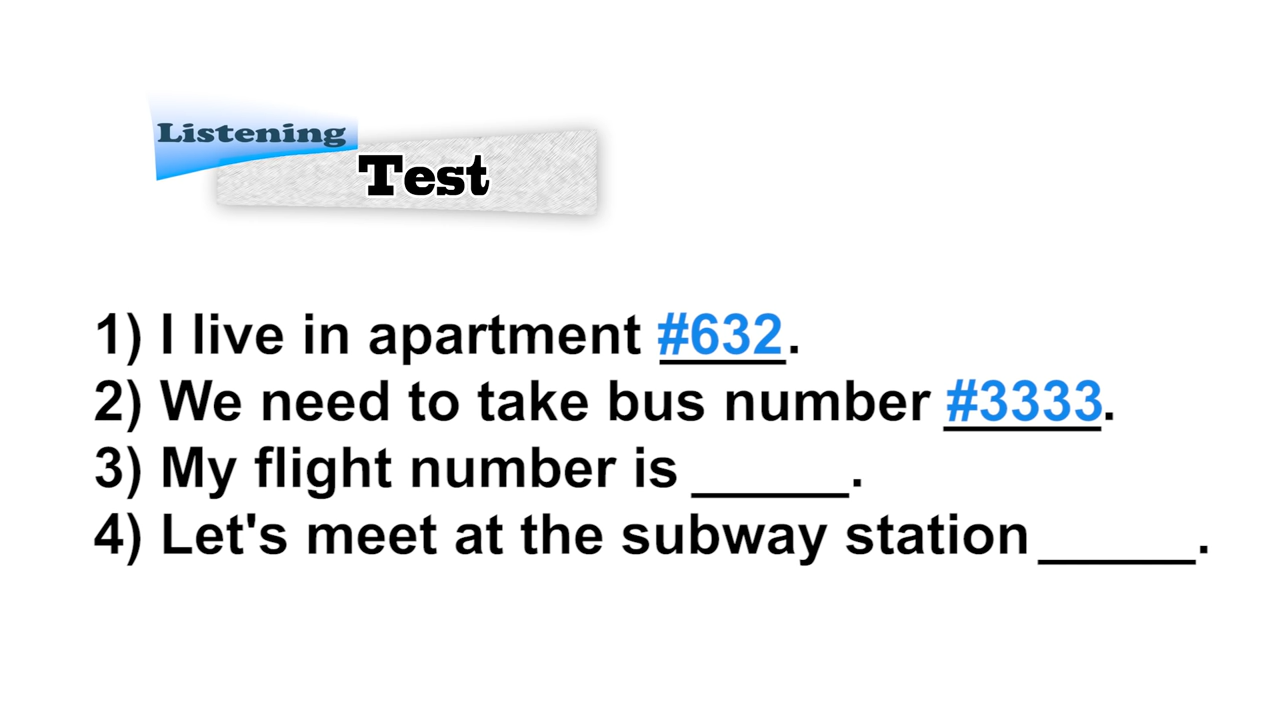 Listening
Test
1) I live in apartment #632.
2) We need to take bus number #3333.
3) My flight number is _____.
4) Let's meet at the subway station _____.